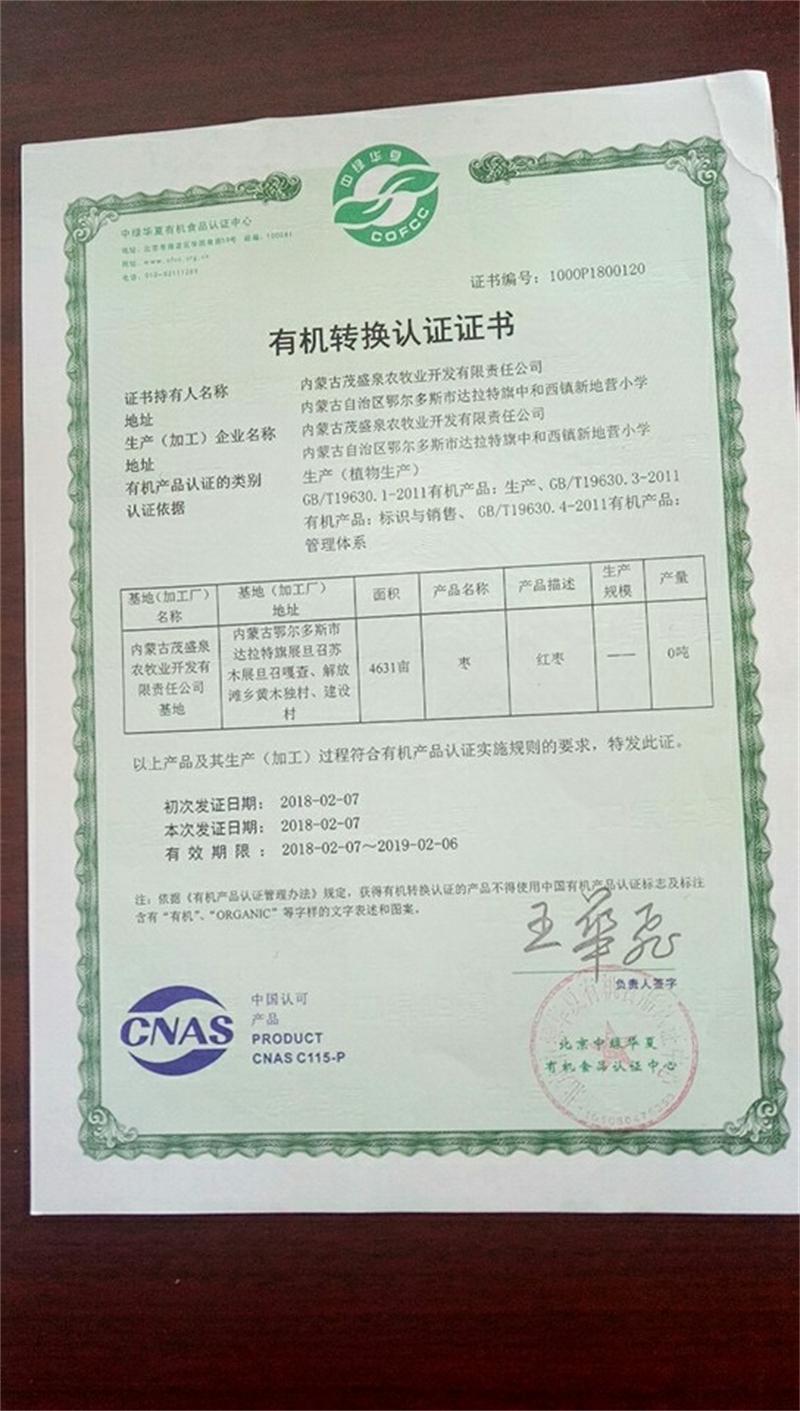 中绿华夏
COFCC
中绿华夏有机食品认证中心
证书编号：1000P1800120
有机转换认证证书
证书持有人名称 内蒙古茂盛泉农牧业开发有限责任公司
地址 内蒙古自治区鄂尔多斯市达拉特旗中和西镇新地营小学
生产（加工）企业名称 内蒙古茂盛泉农牧业开发有限责任公司
地址 内蒙古自治区鄂尔多斯市达拉特旗中和西镇新地营小学
有机产品认证的类别 生产（植物生产）
认证依据 GB/T19630.1-2011有机产品：生产、GB/T19630.3-2011
有机产品：标识与销售、 GB/T19630.4-2011有机产品：
管理体系
基地（加工厂）名称 基地（加工厂）地址 面积 产品名称 产品描述 生产规模 产量
内蒙古茂盛泉农牧业开发有限责任公司基地 内蒙古鄂尔多斯市达拉特旗展旦召苏木展旦召嘎查、解放滩乡黄木独村、建设村 4631亩 枣 红枣 —— 0吨
以上产品及其生产（加工）过程符合有机产品认证实施规则的要求，特发此证。
初次发证日期： 2018-02-07
本次发证日期： 2018-02-07
有效期限： 2018-02-07～2019-02-06
注：依据《有机产品认证管理办法》规定，获得有机转换认证的产品不得使用中国有机产品认证标志及标注
含有“有机”、“ORGANIC”等字样的文字表述和图案。
王华飞
负责人签字
CNAS
中国认可
产品
PRODUCT
CNAS C115-P
北京中绿华夏
有机食品认证中心